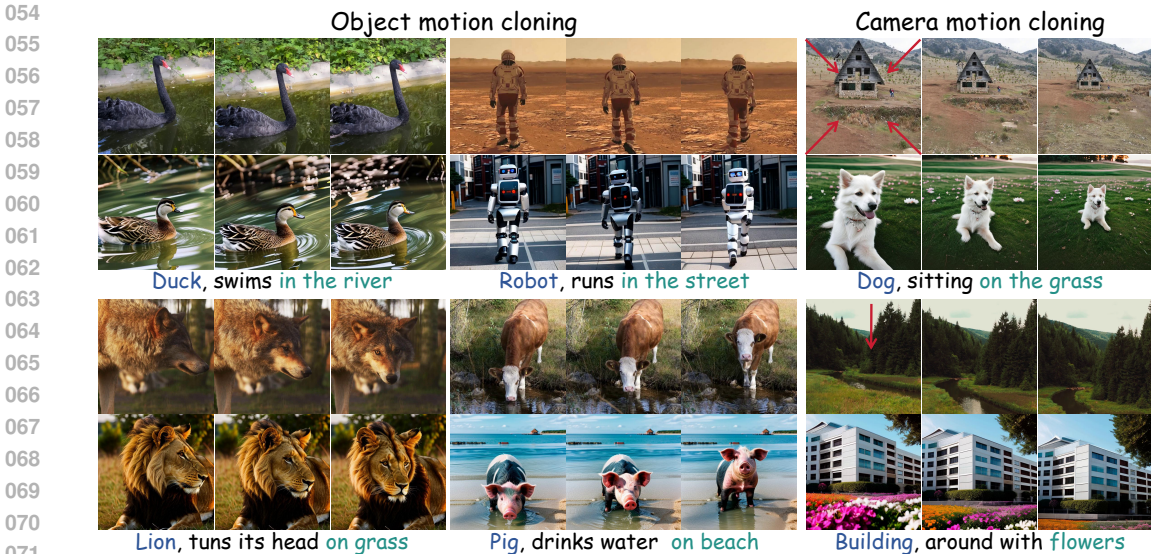 054
055
056
057
058
059
060
061
062
063
064
065
066
067
068
069
070
071
Object motion cloning
Camera motion cloning
Duck, swims in the river
Robot, runs in the street
Dog, sitting on the grass
Lion, tuns its head on grass
Pig, drinks water on beach
Building, around with flowers